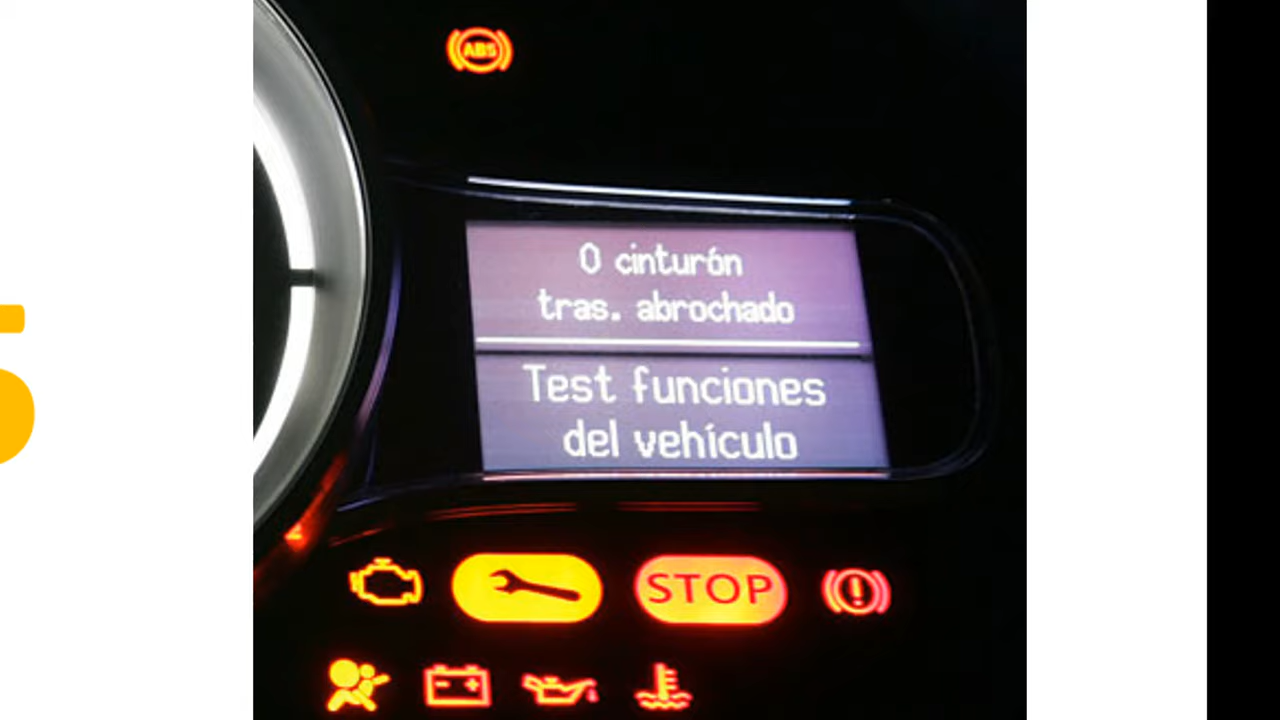 ABS
0 cinturón
tras. abrochado
Test funciones
del vehículo
STOP